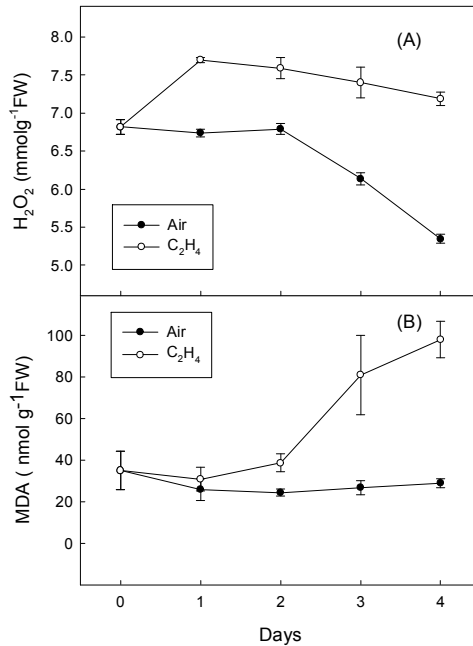 (A)
8.0
7.5
7.0
6.5
6.0
5.5
5.0
H₂O₂ (mmolg⁻¹FW)
Air
C₂H₄
(B)
Air
C₂H₄
100
80
60
40
20
0
MDA ( nmol g⁻¹FW)
0 1 2 3 4
Days